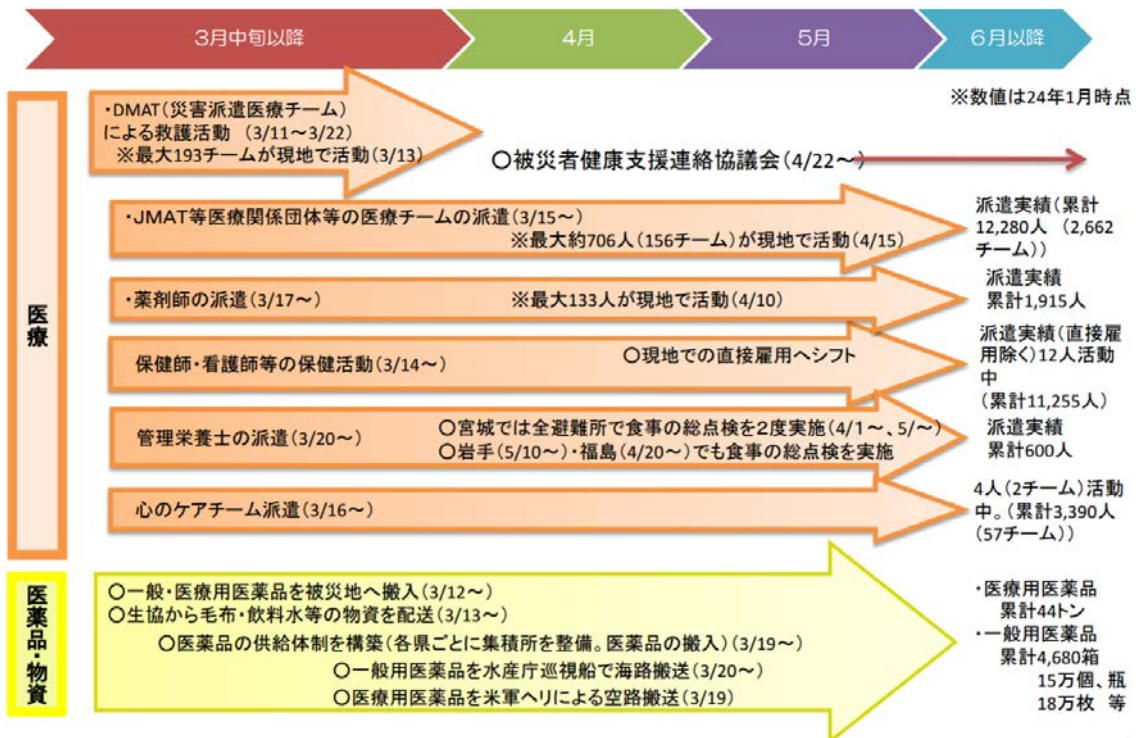 3月中旬以降
4月
5月
6月以降
※数値は24年1月時点
医療
・DMAT(災害派遣医療チーム)
による救護活動 (3/11～3/22)
※最大193チームが現地で活動(3/13)
○被災者健康支援連絡協議会(4/22～)
・JMAT等医療関係団体等の医療チームの派遣(3/15～)
※最大約706人(156チーム)が現地で活動(4/15)
派遣実績(累計
12,280人 (2,662
チーム))
・薬剤師の派遣(3/17～)
※最大133人が現地で活動(4/10)
派遣実績
累計1,915人
保健師・看護師等の保健活動(3/14～)
○現地での直接雇用へシフト
派遣実績(直接雇
用除く)12人活動
中
(累計11,255人)
管理栄養士の派遣(3/20～)
○宮城では全避難所で食事の総点検を2度実施(4/1～、5/～)
○岩手(5/10～)・福島(4/20～)でも食事の総点検を実施
派遣実績
累計600人
心のケアチーム派遣(3/16～)
4人(2チーム)活動
中。(累計3,390人
(57チーム))
医薬品・物資
○一般・医療用医薬品を被災地へ搬入(3/12～)
○生協から毛布・飲料水等の物資を配送(3/13～)
○医薬品の供給体制を構築(各県ごとに集積所を整備。医薬品の搬入)(3/19～)
○一般用医薬品を水産庁巡視船で海路搬送(3/20～)
○医療用医薬品を米軍ヘリによる空路搬送(3/19)
・医療用医薬品
累計44トン
・一般用医薬品
累計4,680箱
15万個、瓶
18万枚 等